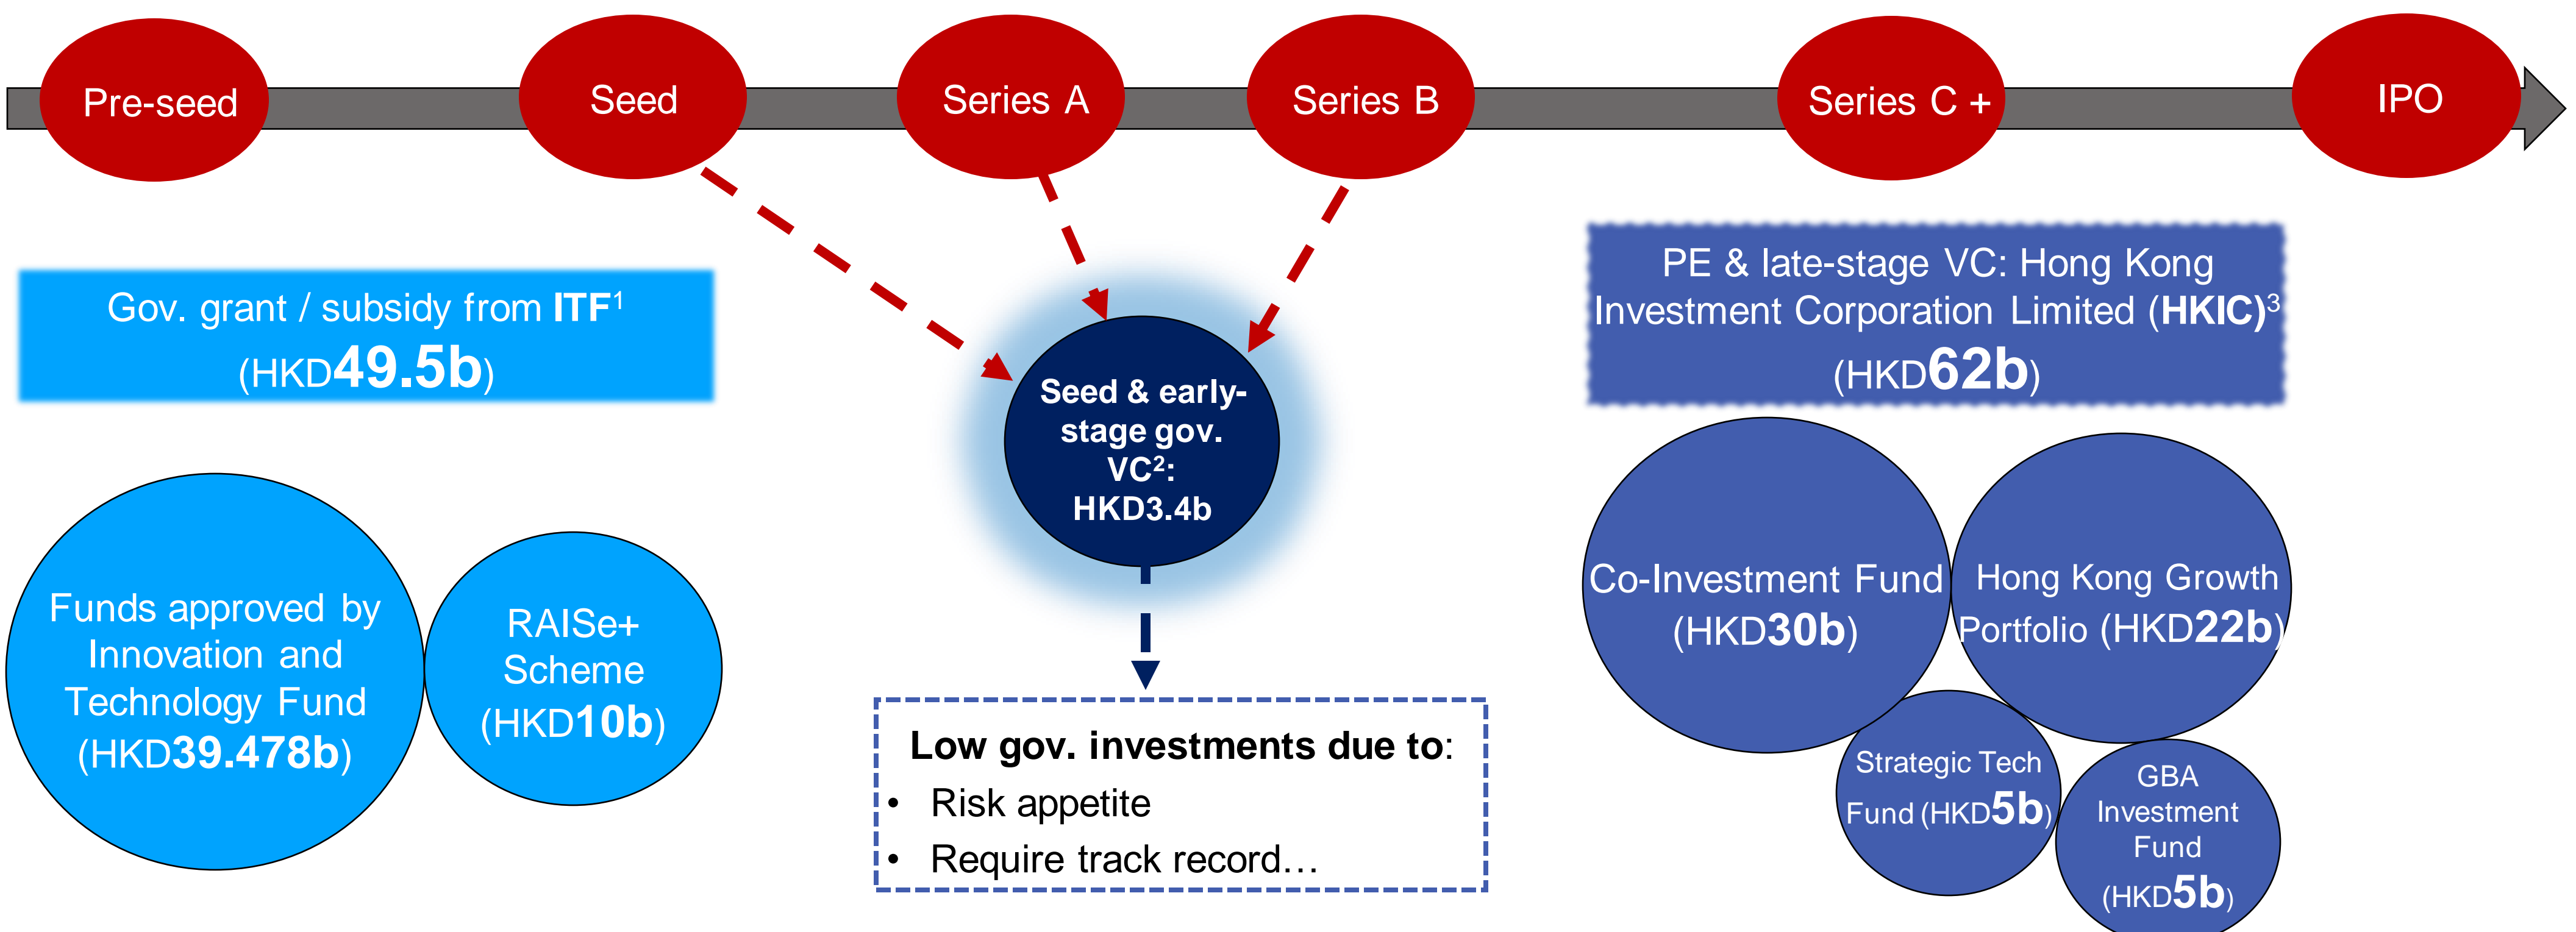 Pre-seed
Seed
Series A
Series B
Series C +
IPO
Gov. grant / subsidy from ITF¹
(HKD49.5b)
Funds approved by
Innovation and
Technology Fund
(HKD39.478b)
RAISe+
Scheme
(HKD10b)
Seed & early-
stage gov.
VC²:
HKD3.4b
Low gov. investments due to:
• Risk appetite
• Require track record…
PE & late-stage VC: Hong Kong
Investment Corporation Limited (HKIC)³
(HKD62b)
Co-Investment Fund
(HKD30b)
Hong Kong Growth
Portfolio (HKD22b)
Strategic Tech
Fund (HKD5b)
GBA
Investment
Fund
(HKD5b)